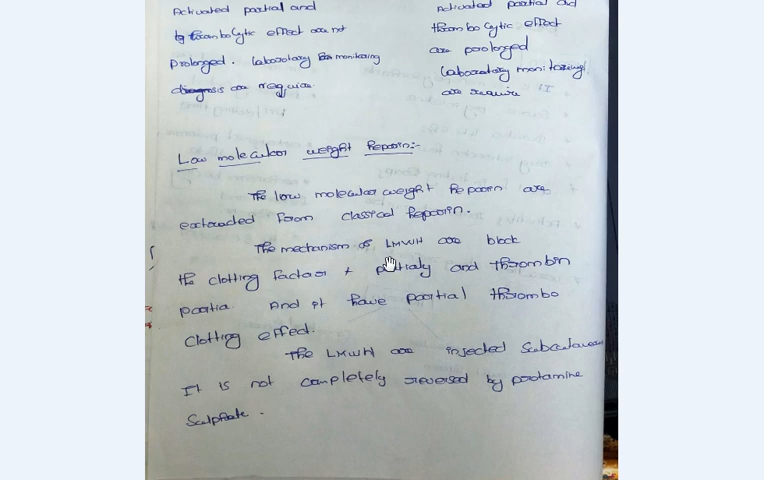 Activated partial and
thrombolytic effect are not
prolonged. Laboratory monitoring
are require.
Activated partial and
thrombolytic effect
are prolonged
Laboratory monitoring
are require
Low molecular weight heparin:-
The low molecular weight heparin are
extracted from classical heparin.
The mechanism of LMWH are block
the clotting factor x partialy and thrombin
partia. And it have partial thrombo
clotting effect.
The LMWH are injected Subcutaneous
It is not completely reversed by protamine
Sulphate.